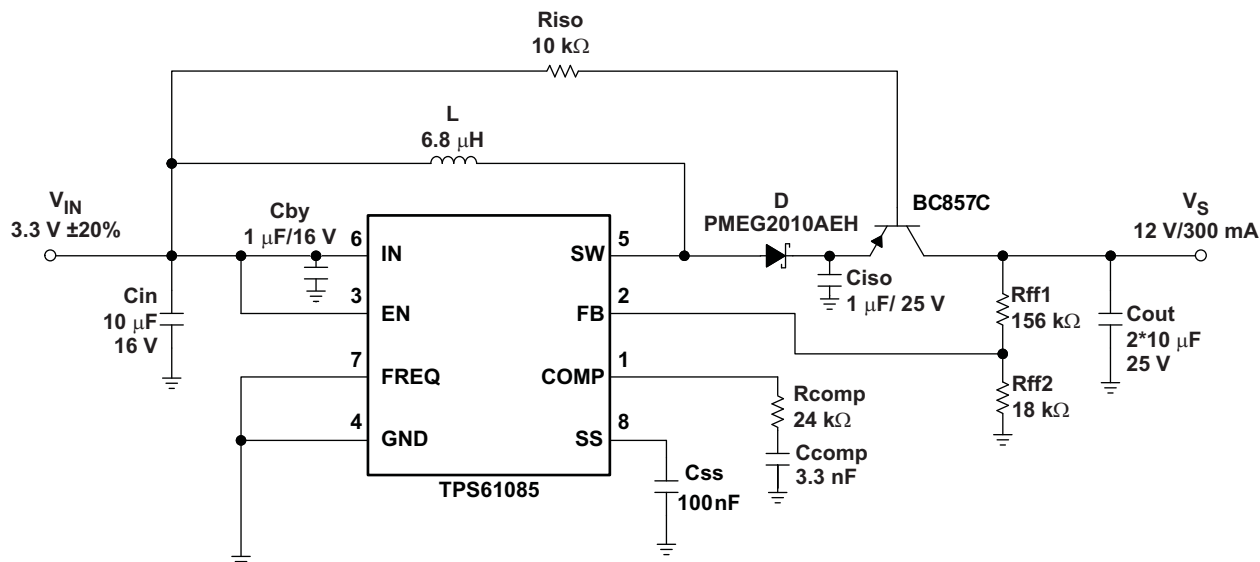 Riso
10 kΩ
L
6.8 μH
VIN
3.3 V ±20%
Cby
1 μF/16 V
D
PMEG2010AEH
BC857C
VS
12 V/300 mA
6
IN
SW
5
3
EN
FB
2
7
FREQ
COMP
1
4
GND
SS
8
TPS61085
Cin
10 μF
16 V
Ciso
1 μF/ 25 V
Rff1
156 kΩ
Cout
2*10 μF
25 V
Rff2
18 kΩ
Rcomp
24 kΩ
Ccomp
3.3 nF
Css
100nF